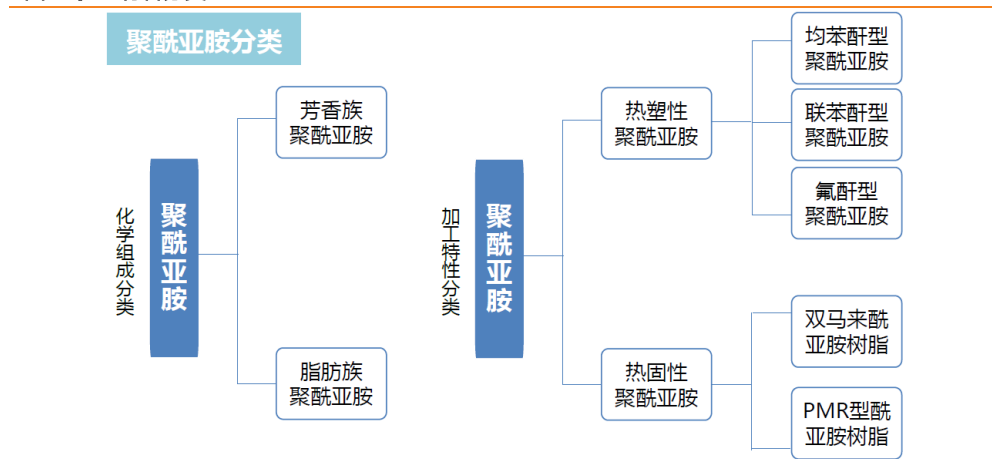 聚酰亚胺分类
化学组成分类
聚酰亚胺
芳香族
聚酰亚胺
脂肪族
聚酰亚胺
加工特性分类
聚酰亚胺
热塑性
聚酰亚胺
均苯酐型
聚酰亚胺
联苯酐型
聚酰亚胺
氟酐型
聚酰亚胺
热固性
聚酰亚胺
双马来酰
亚胺树脂
PMR型酰
亚胺树脂